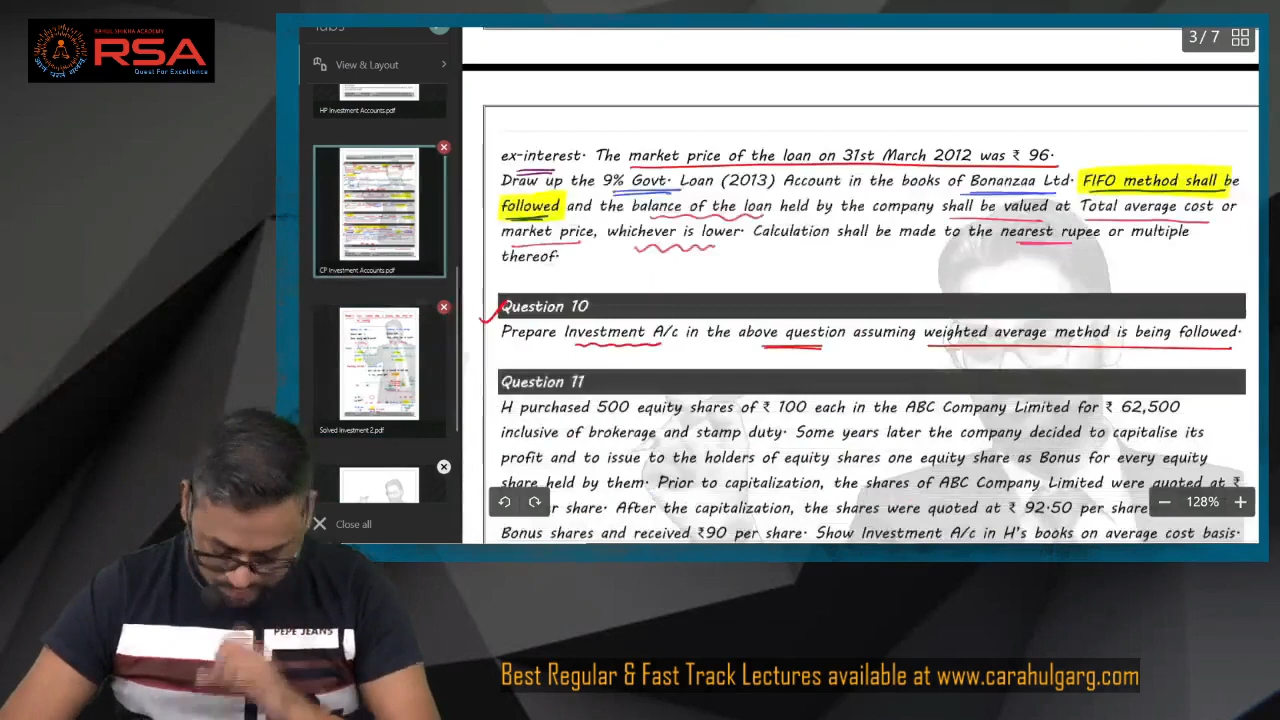 RAHUL SHIKHA ACADEMY
RSA
Quest For Excellence
Tabs
View & Layout
HP Investment Accounts.pdf
CP Investment Accounts.pdf
Solved Investment 2.pdf
Close all
3 / 7
ex-interest. The market price of the loan on 31st March 2012 was ₹ 96.
Draw up the 9% Govt. Loan (2013) Account in the books of Bonanzaa Ltd. FIFO method shall be
followed and the balance of the loan held by the company shall be valued at Total average cost or
market price, whichever is lower. Calculation shall be made to the nearest rupee or multiple
thereof.
Question 10
Prepare Investment A/c in the above question assuming weighted average method is being followed.
Question 11
H purchased 500 equity shares of ₹ 100 each in the ABC Company Limited for ₹ 62,500
inclusive of brokerage and stamp duty. Some years later the company decided to capitalise its
profit and to issue to the holders of equity shares one equity share as Bonus for every equity
share held by them. Prior to capitalization, the shares of ABC Company Limited were quoted at ₹
share. After the capitalization, the shares were quoted at ₹ 92.50 per share
Bonus shares and received ₹90 per share. Show Investment A/c in H's books on average cost basis.
128%
PEPE JEANS
Best Regular & Fast Track Lectures available at www.carahulgarg.com